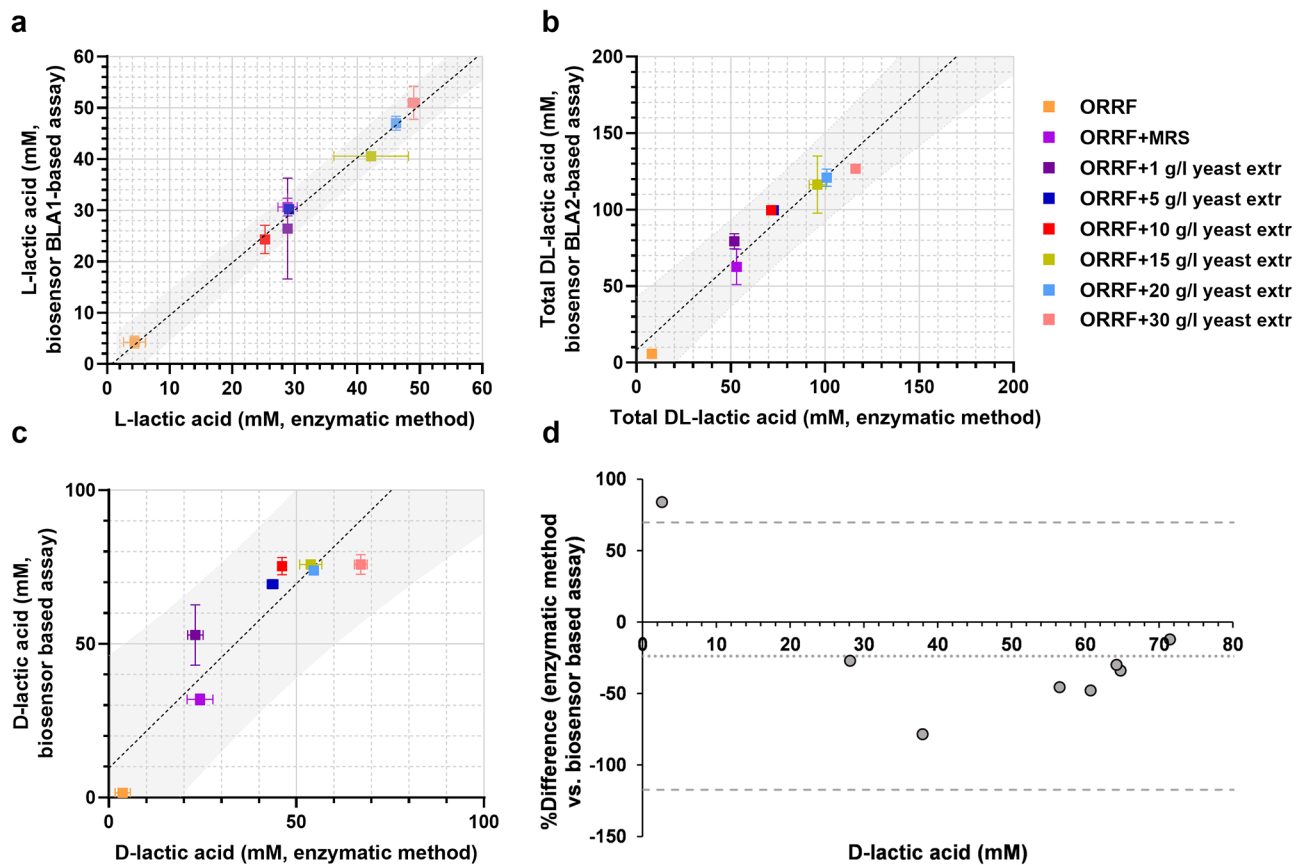 a
60
50
40
30
20
10
0
0 10 20 30 40 50 60
L-lactic acid (mM,
biosensor BLA1-based assay)
L-lactic acid (mM, enzymatic method)
b
200
150
100
50
0
0 50 100 150 200
Total DL-lactic acid (mM,
biosensor BLA2-based assay)
Total DL-lactic acid (mM, enzymatic method)
ORRF
ORRF+MRS
ORRF+1 g/l yeast extr
ORRF+5 g/l yeast extr
ORRF+10 g/l yeast extr
ORRF+15 g/l yeast extr
ORRF+20 g/l yeast extr
ORRF+30 g/l yeast extr
c
100
50
0
0 50 100
D-lactic acid (mM,
biosensor based assay)
D-lactic acid (mM, enzymatic method)
d
100
50
0
-50
-100
-150
0 10 20 30 40 50 60 70 80
%Difference (enzymatic method
vs. biosensor based assay)
D-lactic acid (mM)